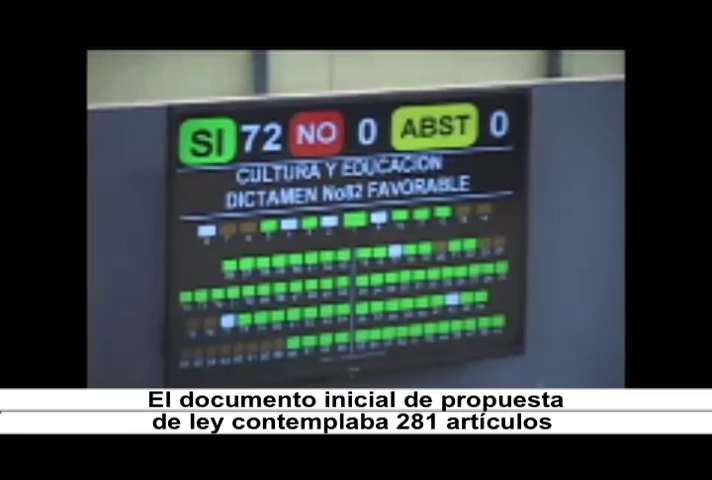 SI 72 NO 0 ABST 0
CULTURA Y EDUCACION
DICTAMEN No82 FAVORABLE
El documento inicial de propuesta
de ley contemplaba 281 artículos